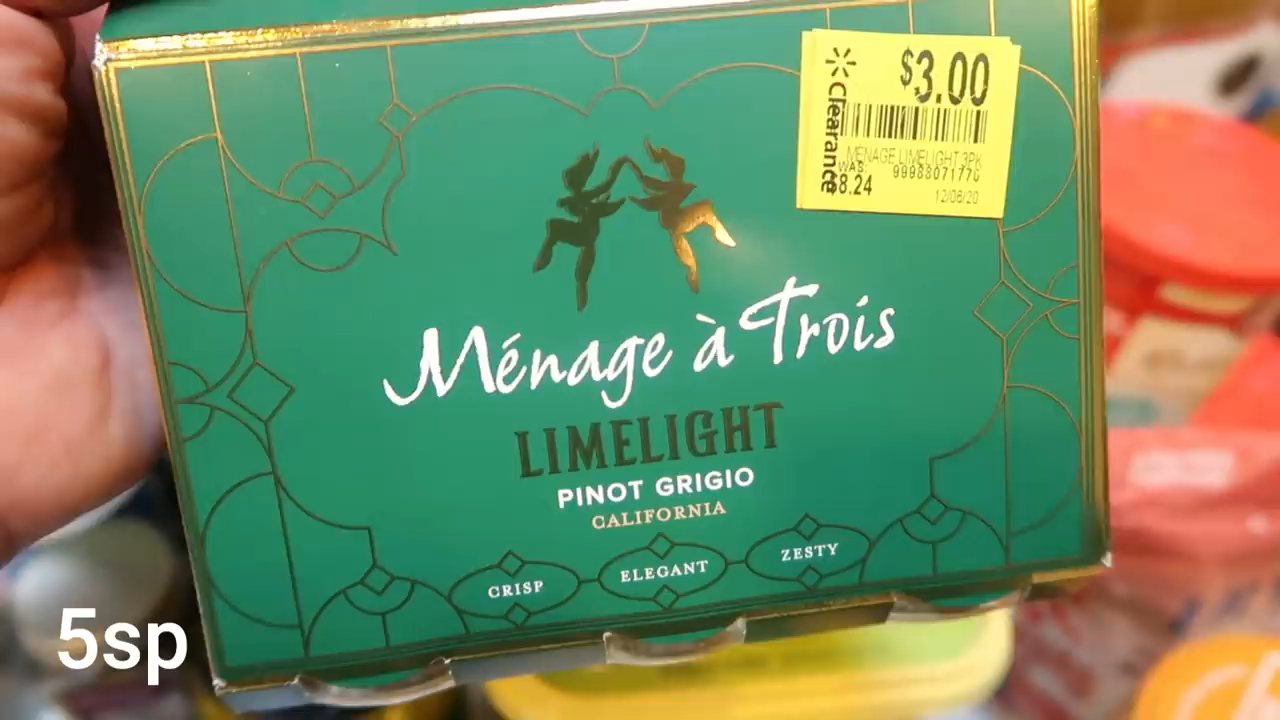 $3.00
Clearance
MENAGE LIMELIGHT 3PK
WAS:
$8.24
12/06/20
Ménage à Trois
LIMELIGHT
PINOT GRIGIO
CALIFORNIA
CRISP
ELEGANT
ZESTY
5sp